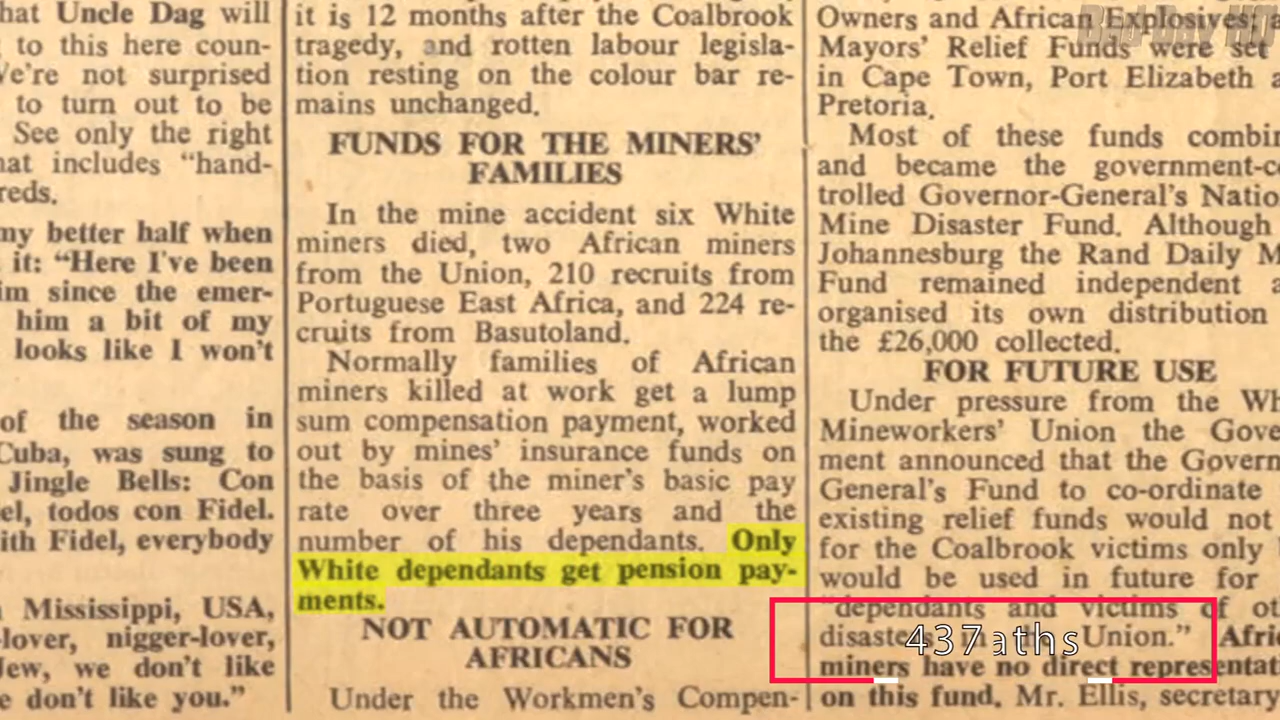 hat Uncle Dag will
to this here coun-
e're not surprised
to turn out to be
See only the right
hat includes "hand-
reds.
my better half when
it: "Here I've been
im since the emer-
him a bit of my
looks like I won't
of the season in
Cuba, was sung to
Jingle Bells: Con
el, todos con Fidel.
ith Fidel, everybody
Mississippi, USA,
-lover, nigger-lover,
Jew, we don't like
e don't like you."
it is 12 months after the Coalbrook
tragedy, and rotten labour legisla-
tion resting on the colour bar re-
mains unchanged.
FUNDS FOR THE MINERS'
FAMILIES
In the mine accident six White
miners died, two African miners
from the Union, 210 recruits from
Portuguese East Africa, and 224 re-
cruits from Basutoland.
Normally families of African
miners killed at work get a lump
sum compensation payment, worked
out by mines' insurance funds on
the basis of the miner's basic pay
rate over three years and the
number of his dependants. Only
White dependants get pension pay-
ments.
NOT AUTOMATIC FOR
AFRICANS
Under the Workmen's Compen-
Owners and African Explosives; a
Mayors' Relief Funds were set
in Cape Town, Port Elizabeth a
Pretoria.
Most of these funds combin
and became the government-c
trolled Governor-General's Natio
Mine Disaster Fund. Although
Johannesburg the Rand Daily M
Fund remained independent a
organised its own distribution
the £26,000 collected.
FOR FUTURE USE
Under pressure from the Wh
Mineworkers' Union the Gove
ment announced that the Govern
General's Fund to co-ordinate
existing relief funds would not
for the Coalbrook victims only
would be used in future for
"dependants and victims of ot
disasters in Union." Afri
miners have no direct representati
on this fund. Mr. Ellis, secretary
437 aths